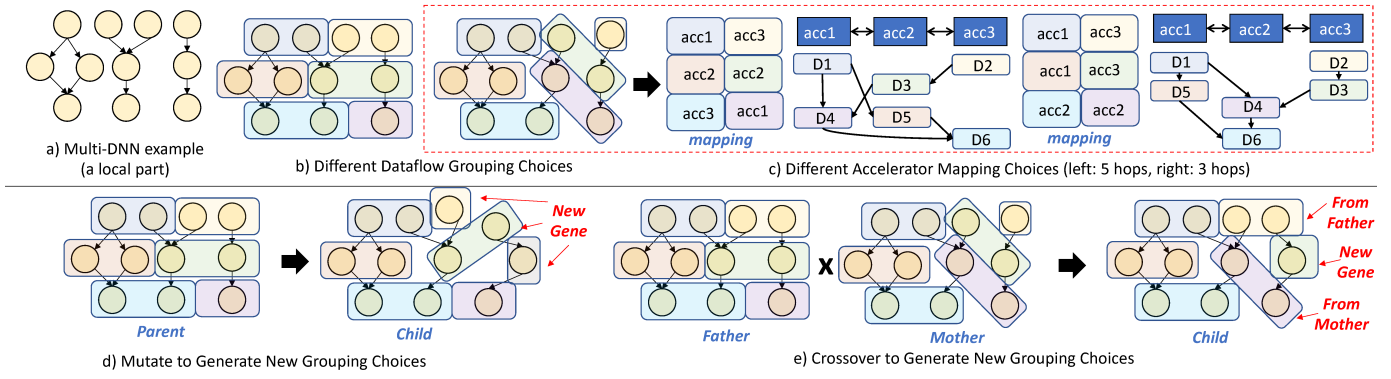 acc1 acc3
acc2 acc2
acc3 acc1
mapping
acc1 acc2 acc3
D1 D2
D3
D4 D5
D6
acc1 acc3
acc1 acc3
acc2 acc2
mapping
acc1 acc2 acc3
D1 D2
D5 D3
D4
D6
a) Multi-DNN example
(a local part)
b) Different Dataflow Grouping Choices
c) Different Accelerator Mapping Choices (left: 5 hops, right: 3 hops)
New
Gene
Parent
Child
d) Mutate to Generate New Grouping Choices
X
From
Father
New
Gene
From
Mother
Father
Mother
Child
e) Crossover to Generate New Grouping Choices